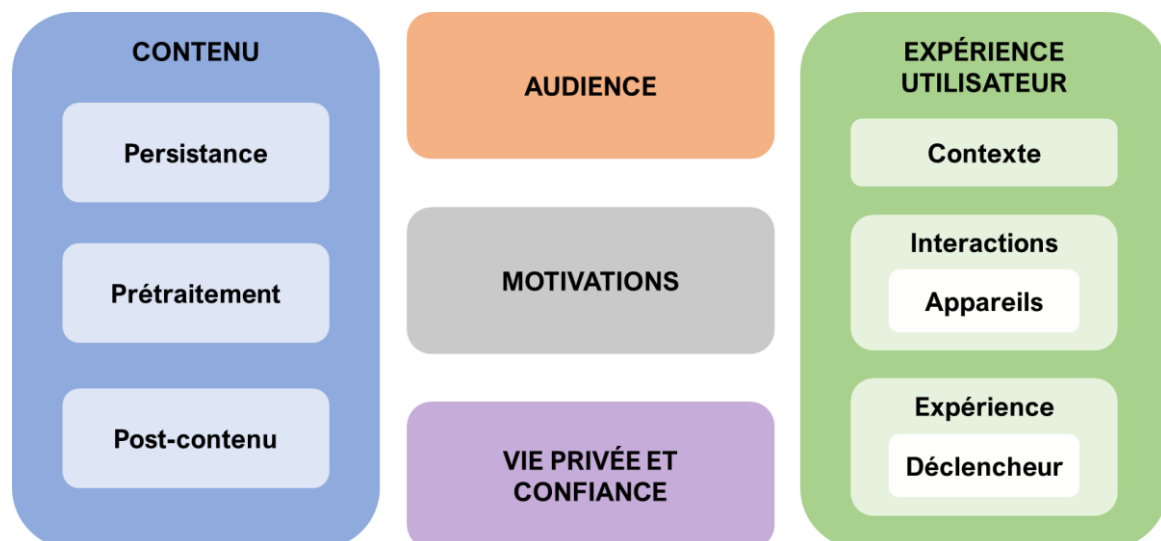 CONTENU
Persistance
Prétraitement
Post-contenu
AUDIENCE
MOTIVATIONS
VIE PRIVÉE ET
CONFIANCE
EXPÉRIENCE
UTILISATEUR
Contexte
Interactions
Appareils
Expérience
Déclencheur